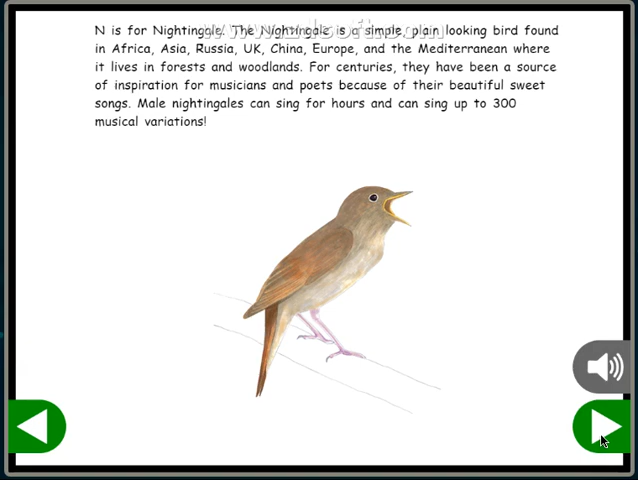 N is for Nightingale. The Nightingale is a simple, plain looking bird found
in Africa, Asia, Russia, UK, China, Europe, and the Mediterranean where
it lives in forests and woodlands. For centuries, they have been a source
of inspiration for musicians and poets because of their beautiful sweet
songs. Male nightingales can sing for hours and can sing up to 300
musical variations!